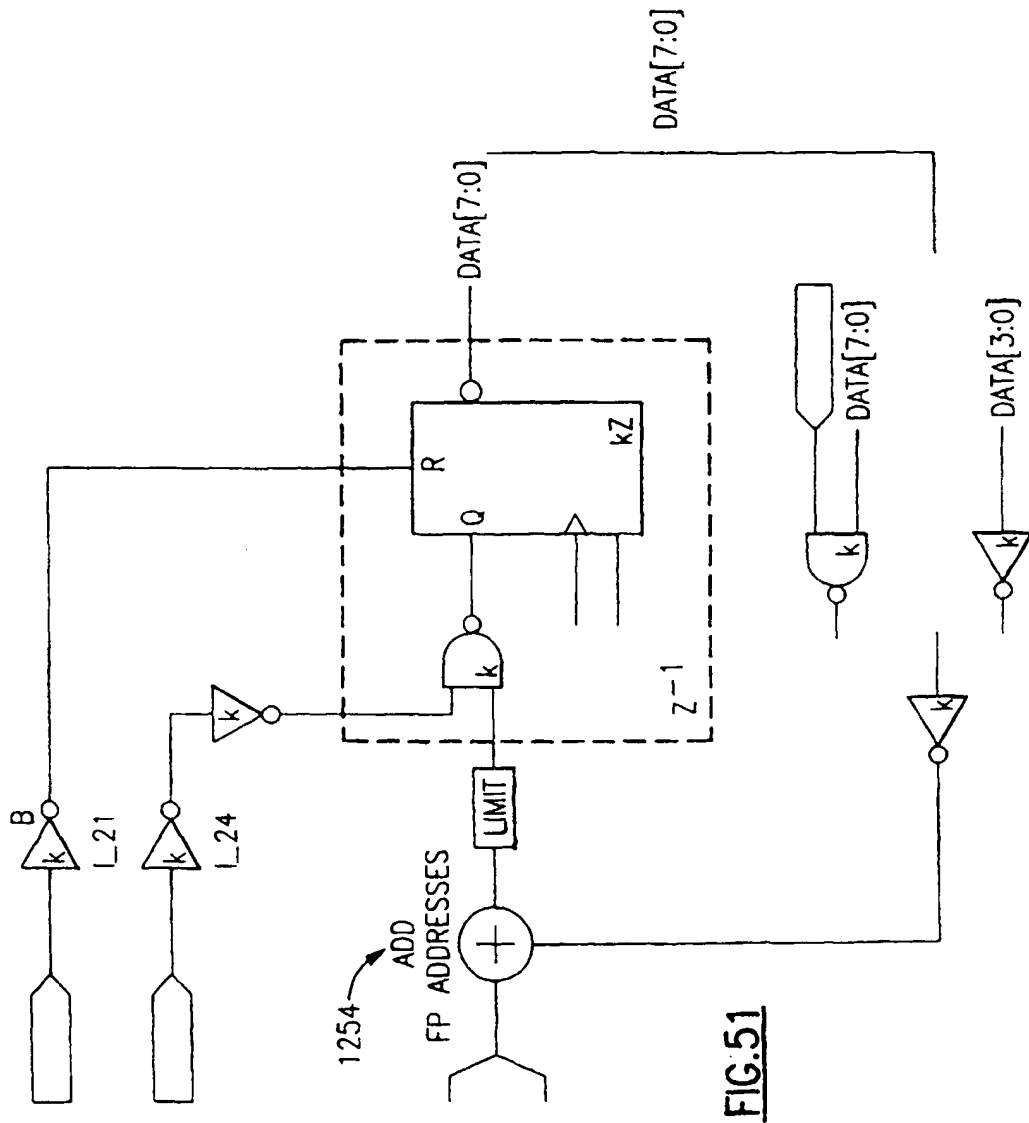 B
k
I_21
k
I_24
k
R
Q
kZ
k
Z-1
DATA[7:0]
DATA[7:0]
1254
ADD
FP ADDRESSES
+
LIMIT
k
DATA[7:0]
k
DATA[3:0]
k
FIG.51